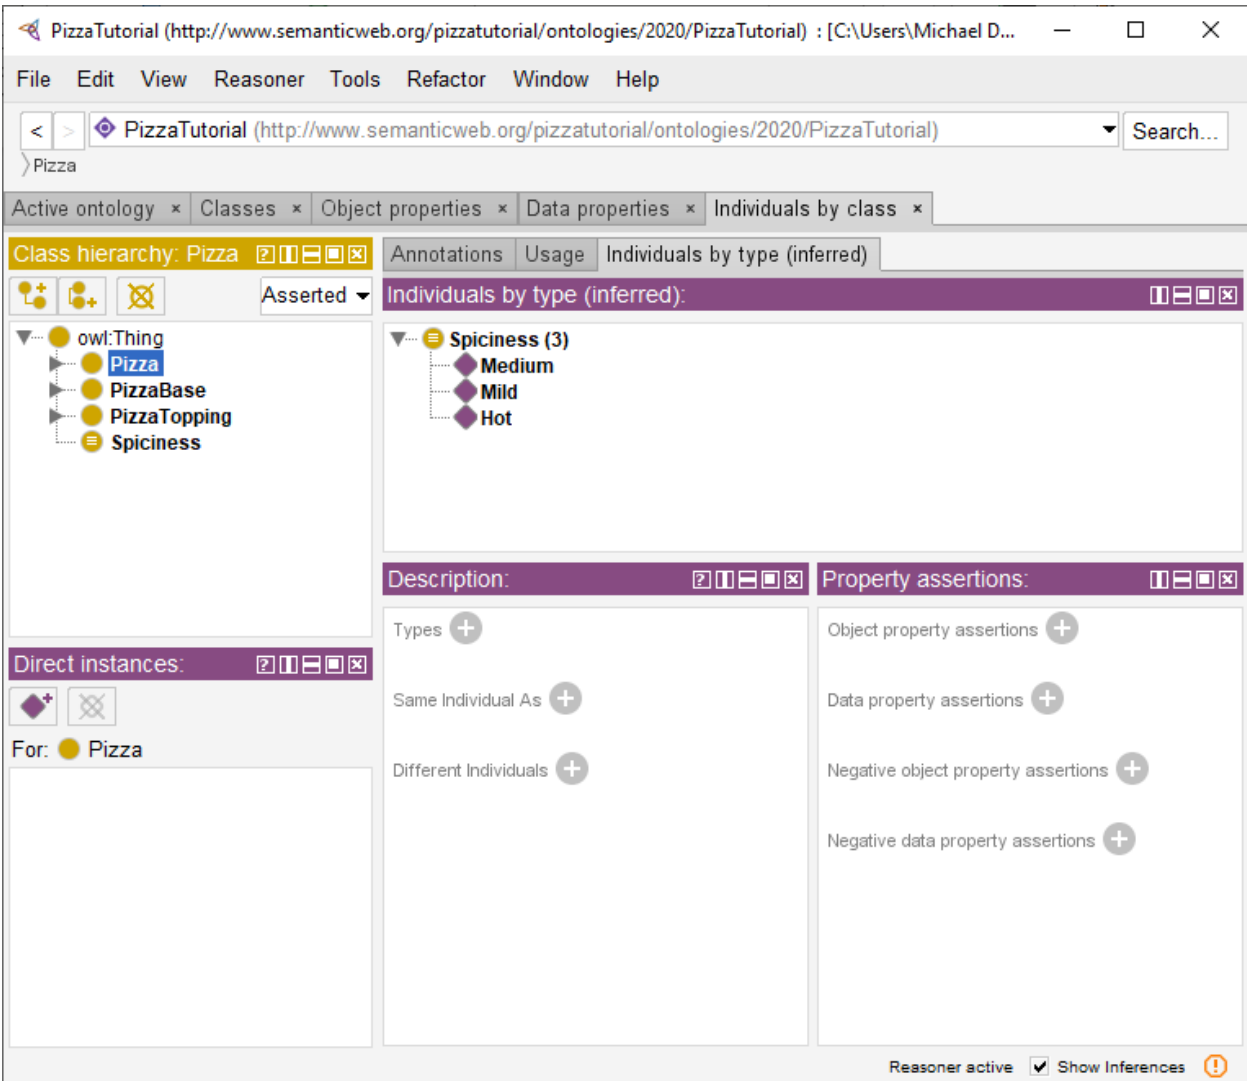 PizzaTutorial (http://www.semanticweb.org/pizzatutorial/ontologies/2020/PizzaTutorial) : [C:\Users\Michael D...
File Edit View Reasoner Tools Refactor Window Help
< > PizzaTutorial (http://www.semanticweb.org/pizzatutorial/ontologies/2020/PizzaTutorial) Search...
Pizza
Active ontology × Classes × Object properties × Data properties × Individuals by class ×
Class hierarchy: Pizza
Asserted
owl:Thing
Pizza
PizzaBase
PizzaTopping
Spiciness
Annotations Usage Individuals by type (inferred)
Individuals by type (inferred):
Spiciness (3)
Medium
Mild
Hot
Direct instances:
For: Pizza
Description:
Types
Same Individual As
Different Individuals
Property assertions:
Object property assertions
Data property assertions
Negative object property assertions
Negative data property assertions
Reasoner active Show Inferences